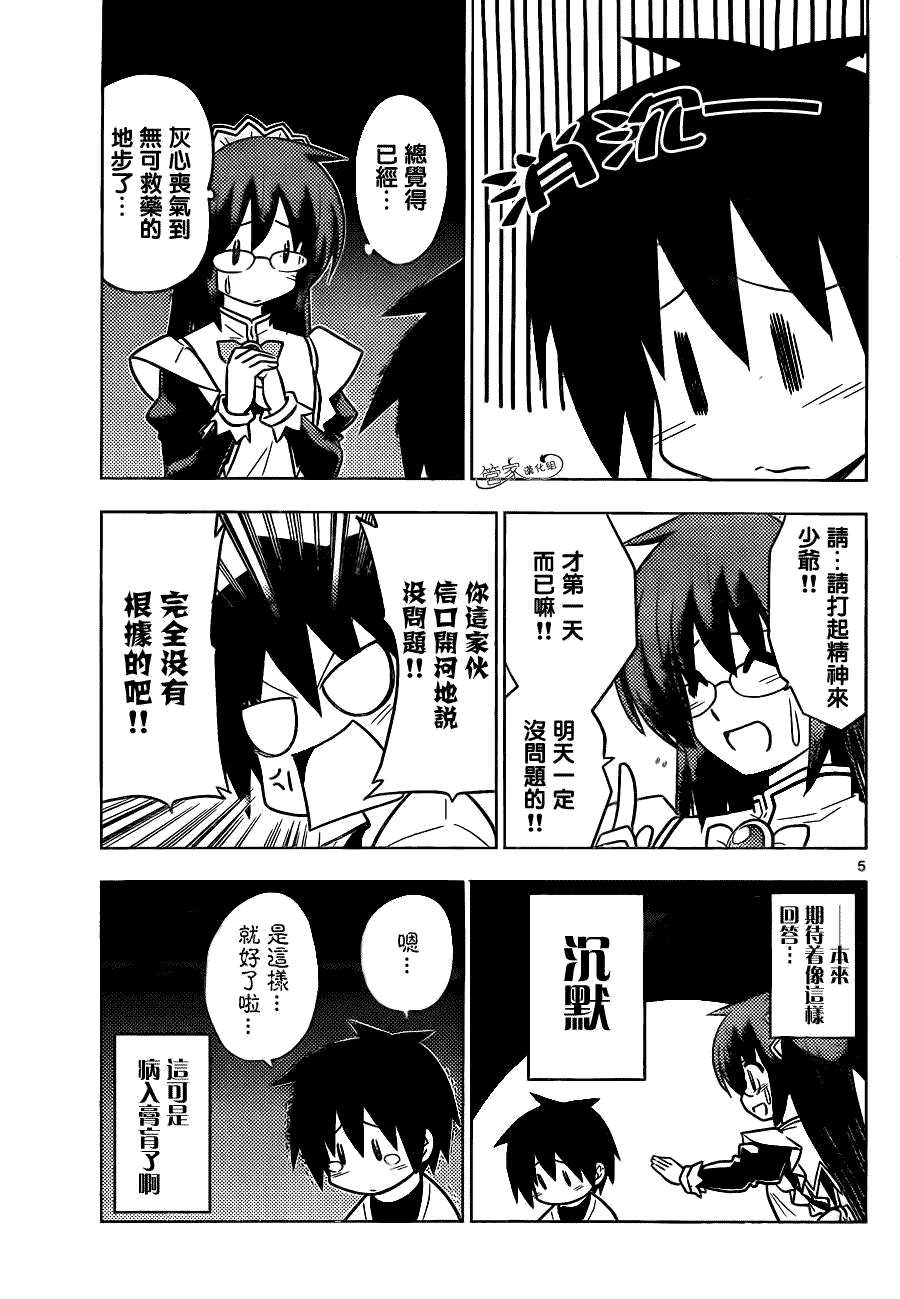 消沉——
總覺得
已經…
灰心喪氣到
無可救藥的
地步了…
管家漢化組
請…請打起精神來
少爺!!
才第一天
而已嘛!!
明天一定
沒問題的!!
你這家伙
信口開河地說
沒問題!!
完全沒有
根據的吧!!
5
——本來
期待着像這樣
回答…
沉默
嗯…
是這樣…
就好了啦…
這可是
病入膏肓了啊